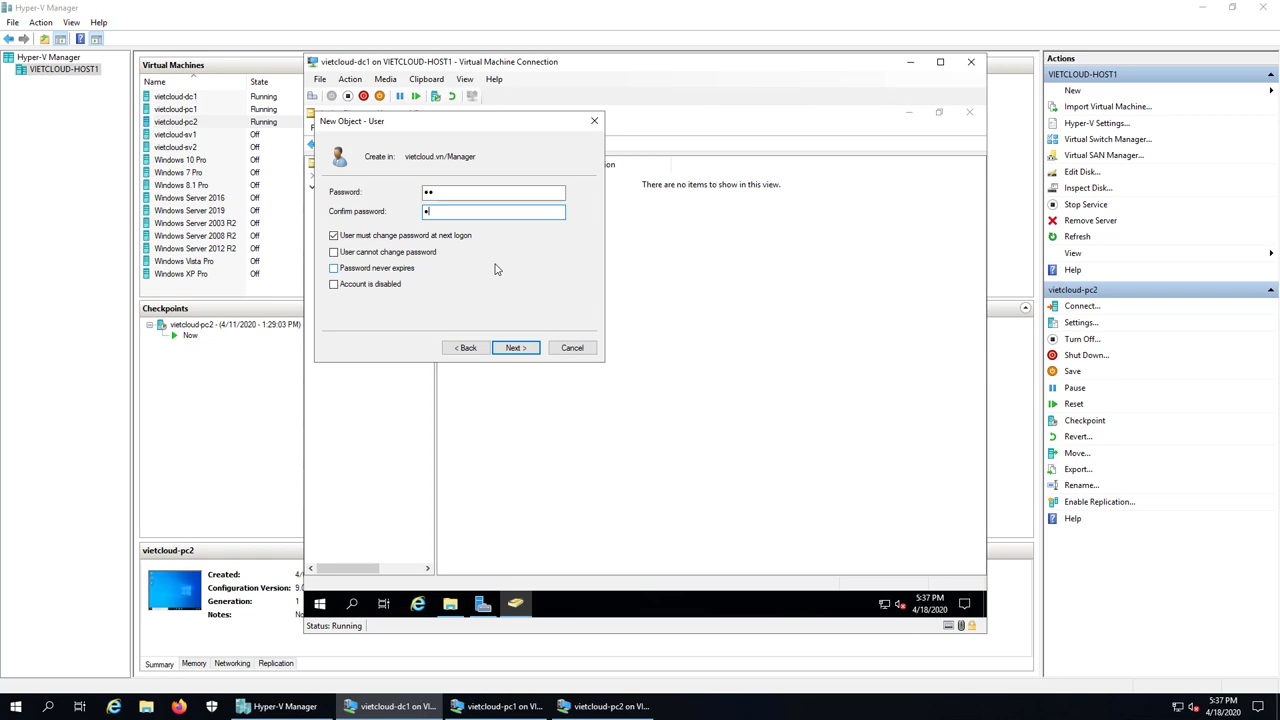 Hyper-V Manager
File Action View Help
Hyper-V Manager
VIETCLOUD-HOST1
Virtual Machines
Name State
vietcloud-dc1 Running
vietcloud-pc1 Running
vietcloud-pc2 Running
vietcloud-sv1 Off
vietcloud-sv2 Off
Windows 10 Pro Off
Windows 7 Pro Off
Windows 8.1 Pro Off
Windows Server 2016 Off
Windows Server 2019 Off
Windows Server 2003 R2 Off
Windows Server 2008 R2 Off
Windows Server 2012 R2 Off
Windows Vista Pro Off
Windows XP Pro Off
Checkpoints
vietcloud-pc2 - (4/11/2020 - 1:29:03 PM)
Now
vietcloud-pc2
Created: 4/
Configuration Version: 9.0
Generation: 1
Notes: No
Summary Memory Networking Replication
vietcloud-dc1 on VIETCLOUD-HOST1 - Virtual Machine Connection
File Action Media Clipboard View Help
New Object - User
Create in: vietcloud.vn/Manager
Password:
Confirm password:
User must change password at next logon
User cannot change password
Password never expires
Account is disabled
< Back Next > Cancel
There are no items to show in this view.
5:37 PM
4/18/2020
Status: Running
Actions
VIETCLOUD-HOST1
New
Import Virtual Machine...
Hyper-V Settings...
Virtual Switch Manager...
Virtual SAN Manager...
Edit Disk...
Inspect Disk...
Stop Service
Remove Server
Refresh
View
Help
vietcloud-pc2
Connect...
Settings...
Turn Off...
Shut Down...
Save
Pause
Reset
Checkpoint
Revert...
Move...
Export...
Rename...
Enable Replication...
Help
Hyper-V Manager vietcloud-dc1 on VI... vietcloud-pc1 on VI... vietcloud-pc2 on VI...
5:37 PM
4/18/2020